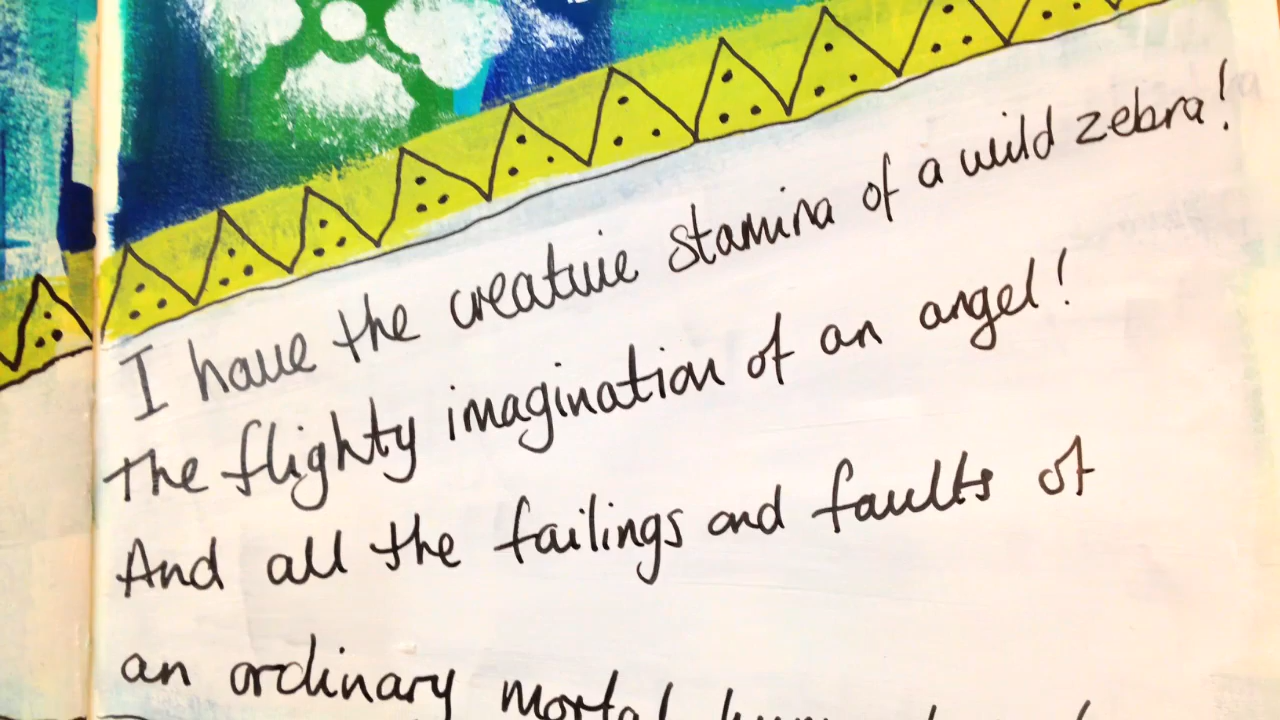 I have the creative stamina of a wild zebra!
The flighty imagination of an angel!
And all the failings and faults of
an ordinary mortal